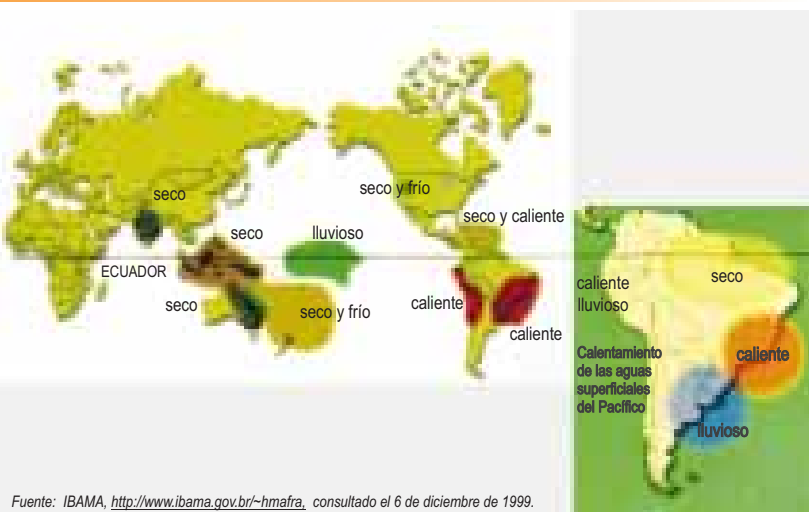 seco
seco y frío
seco y caliente
seco
lluvioso
ECUADOR
seco
seco y frío
caliente
caliente
caliente
lluvioso
seco
Calentamiento
de las aguas
superficiales
del Pacífico
caliente
lluvioso
Fuente: IBAMA, http://www.ibama.gov.br/~hmafra, consultado el 6 de diciembre de 1999.